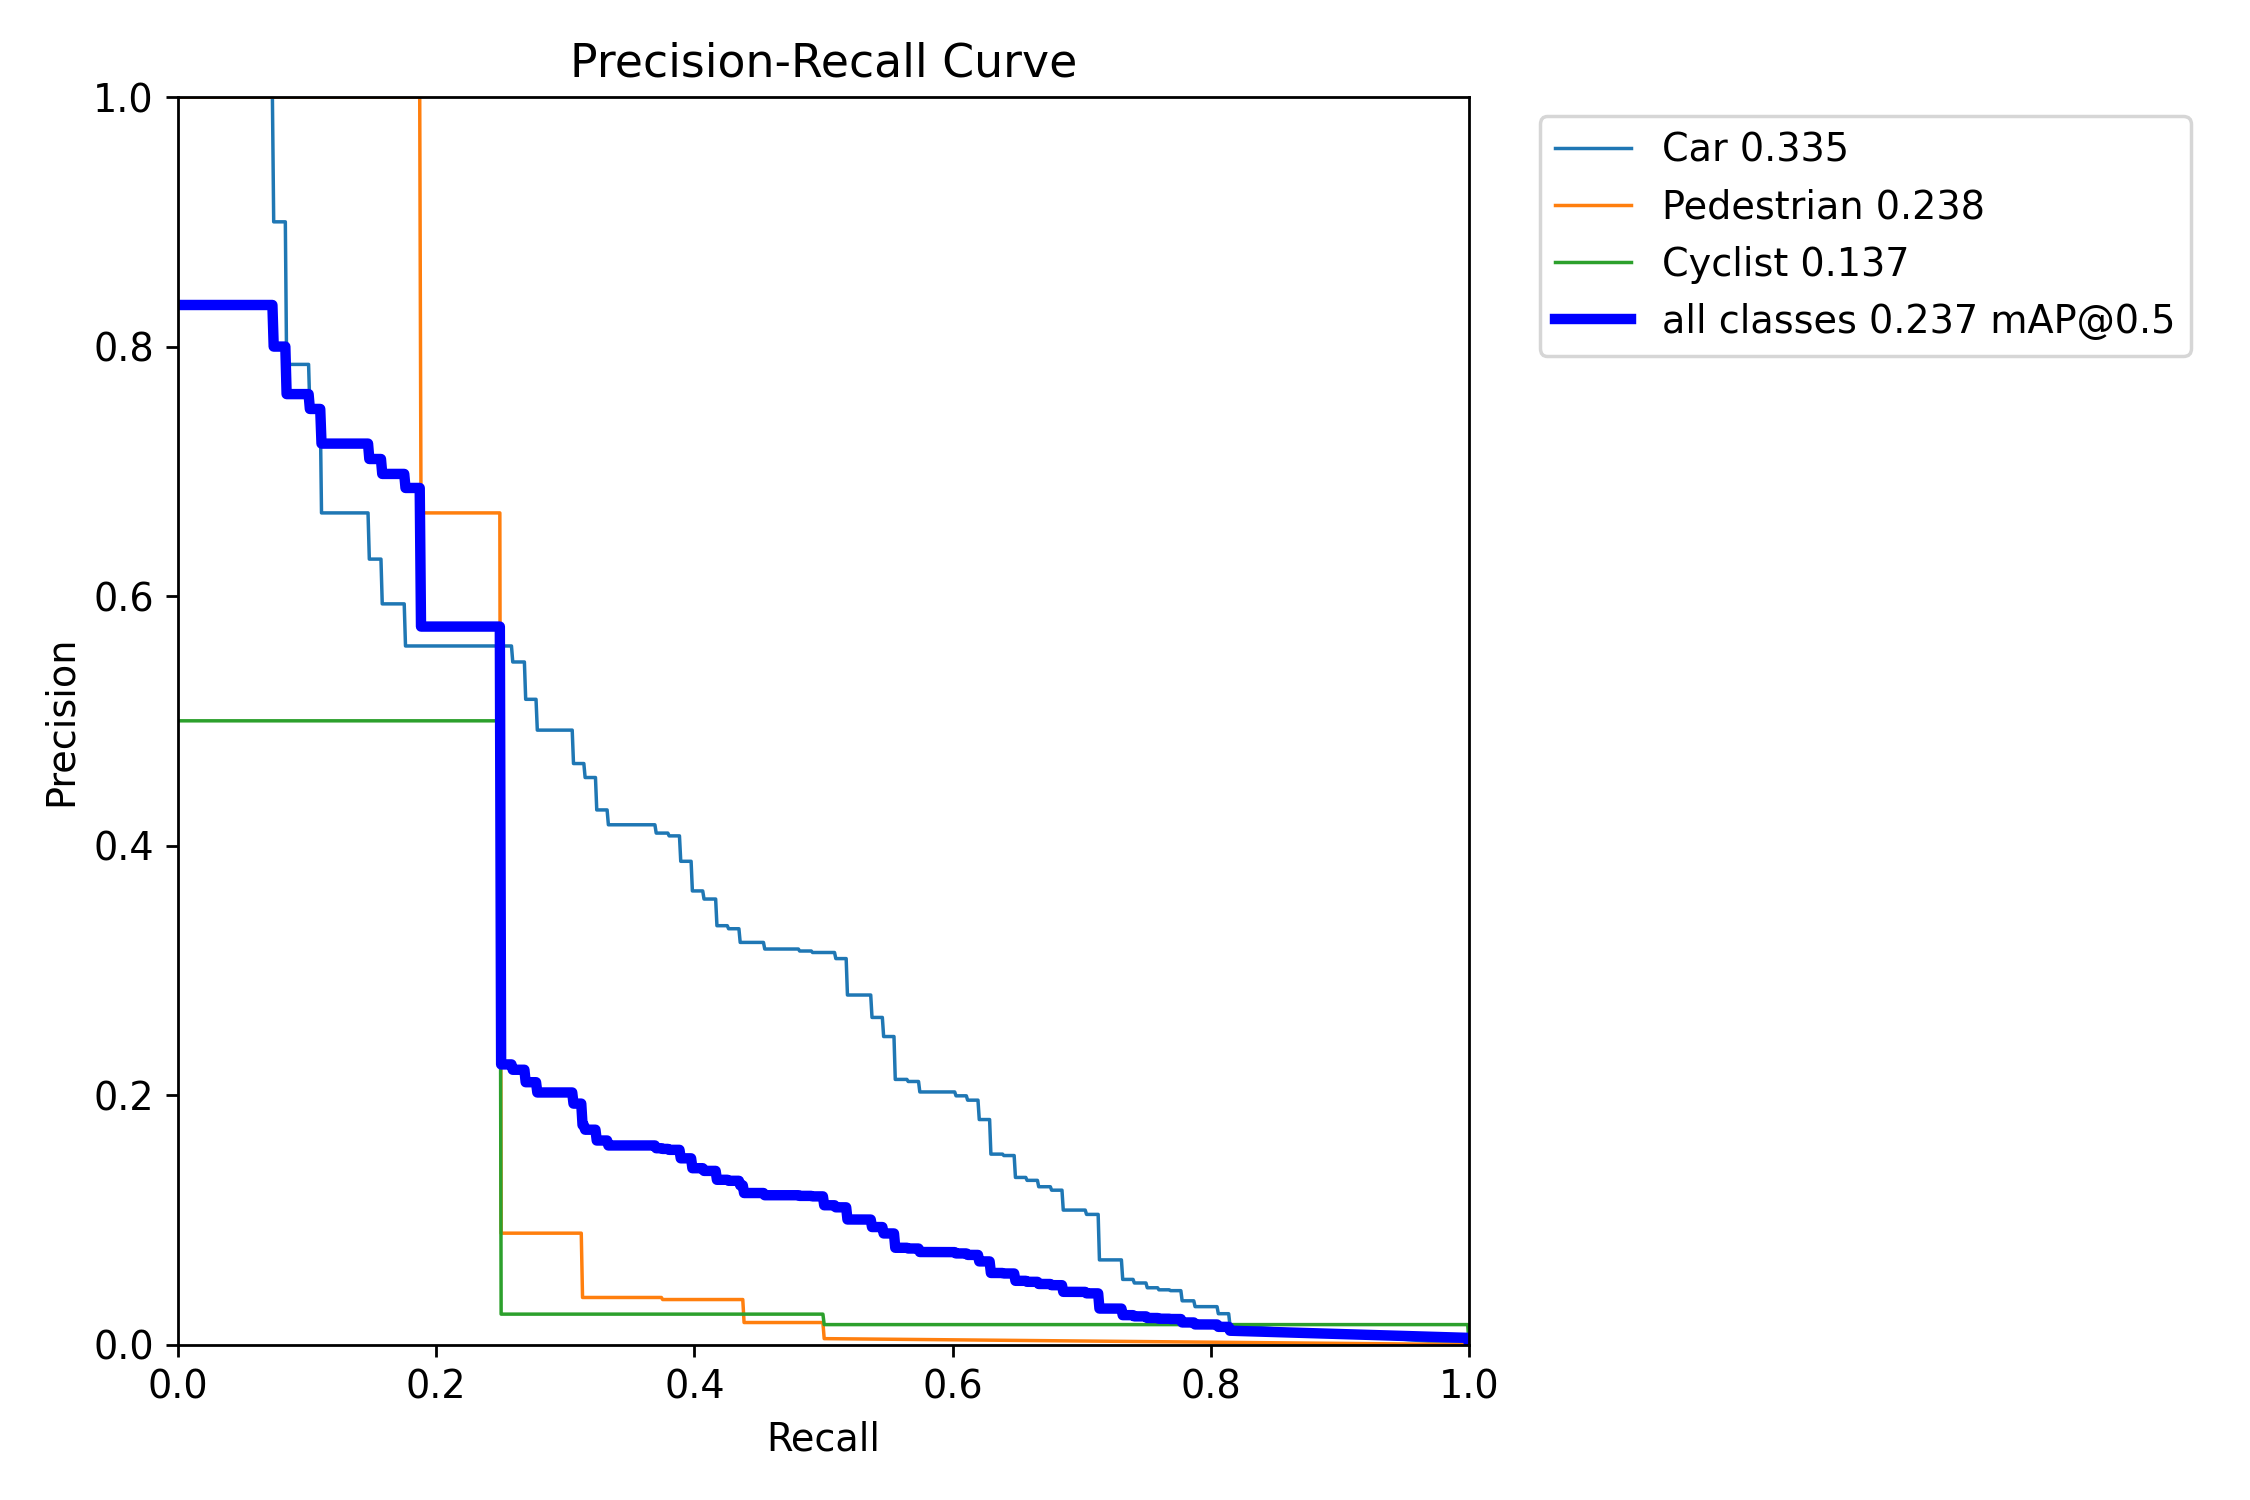 Precision-Recall Curve
1.0
0.8
0.6
0.4
0.2
0.0
Precision
0.0 0.2 0.4 0.6 0.8 1.0
Recall
Car 0.335
Pedestrian 0.238
Cyclist 0.137
all classes 0.237 mAP@0.5